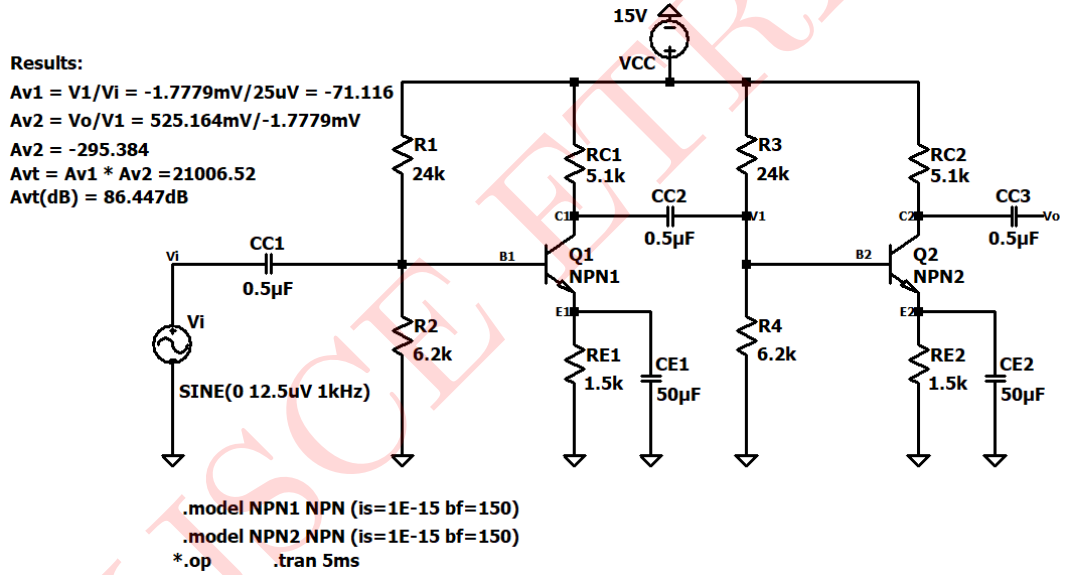 15V
VCC
Results:
Av1 = V1/Vi = -1.7779mV/25uV = -71.116
Av2 = Vo/V1 = 525.164mV/-1.7779mV
Av2 = -295.384
Avt = Av1 * Av2 =21006.52
Avt(dB) = 86.447dB
R1
24k
RC1
5.1k
R3
24k
RC2
5.1k
CC2
0.5µF
C1
V1
C2
CC3
0.5µF
Vo
Vi
CC1
0.5µF
B1
Q1
NPN1
B2
Q2
NPN2
E1
E2
Vi
SINE(0 12.5uV 1kHz)
R2
6.2k
RE1
1.5k
CE1
50µF
R4
6.2k
RE2
1.5k
CE2
50µF
.model NPN1 NPN (is=1E-15 bf=150)
.model NPN2 NPN (is=1E-15 bf=150)
*.op .tran 5ms